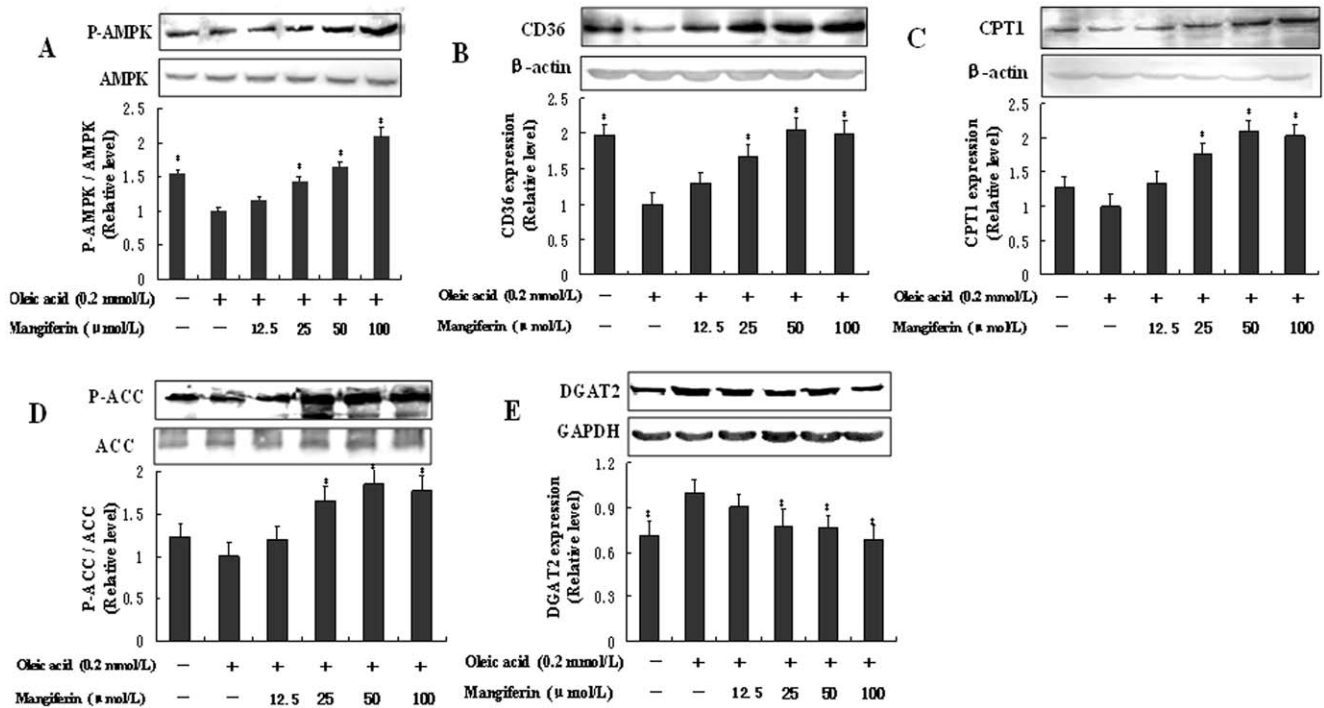 A
P-AMPK
AMPK
P-AMPK / AMPK
(Relative level)
2.5
2
1.5
1
0.5
0
‡ ‡ ‡ ‡
Oleic acid (0.2 mmol/L) − + + + + +
Mangiferin (μmol/L) − − 12.5 25 50 100
B
CD36
β-actin
CD36 expression
(Relative level)
2.5
2
1.5
1
0.5
0
‡ ‡ ‡ ‡
Oleic acid (0.2 mmol/L) − + + + + +
Mangiferin (μmol/L) − − 12.5 25 50 100
C
CPT1
β-actin
CPT1 expression
(Relative level)
2.5
2
1.5
1
0.5
0
‡ ‡ ‡
Oleic acid (0.2 mmol/L) − + + + + +
Mangiferin (μmol/L) − − 12.5 25 50 100
D
P-ACC
ACC
P-ACC / ACC
(Relative level)
2
1.5
1
0.5
0
‡ ‡ ‡
Oleic acid (0.2 mmol/L) − + + + + +
Mangiferin (μmol/L) − − 12.5 25 50 100
E
DGAT2
GAPDH
DGAT2 expression
(Relative level)
1.2
0.9
0.6
0.3
0
‡ ‡ ‡ ‡
Oleic acid (0.2 mmol/L) − + + + + +
Mangiferin (μmol/L) − − 12.5 25 50 100